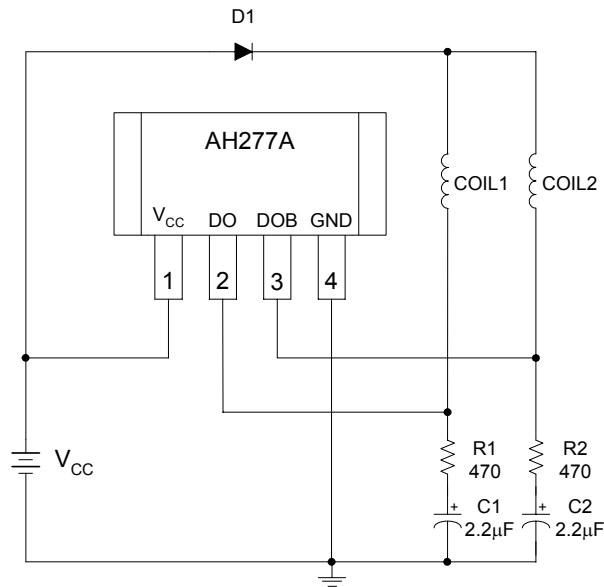 D1
AH277A
COIL1
COIL2
VCC
DO
DOB
GND
1
2
3
4
VCC
R1
470
R2
470
+
C1
2.2μF
+
C2
2.2μF